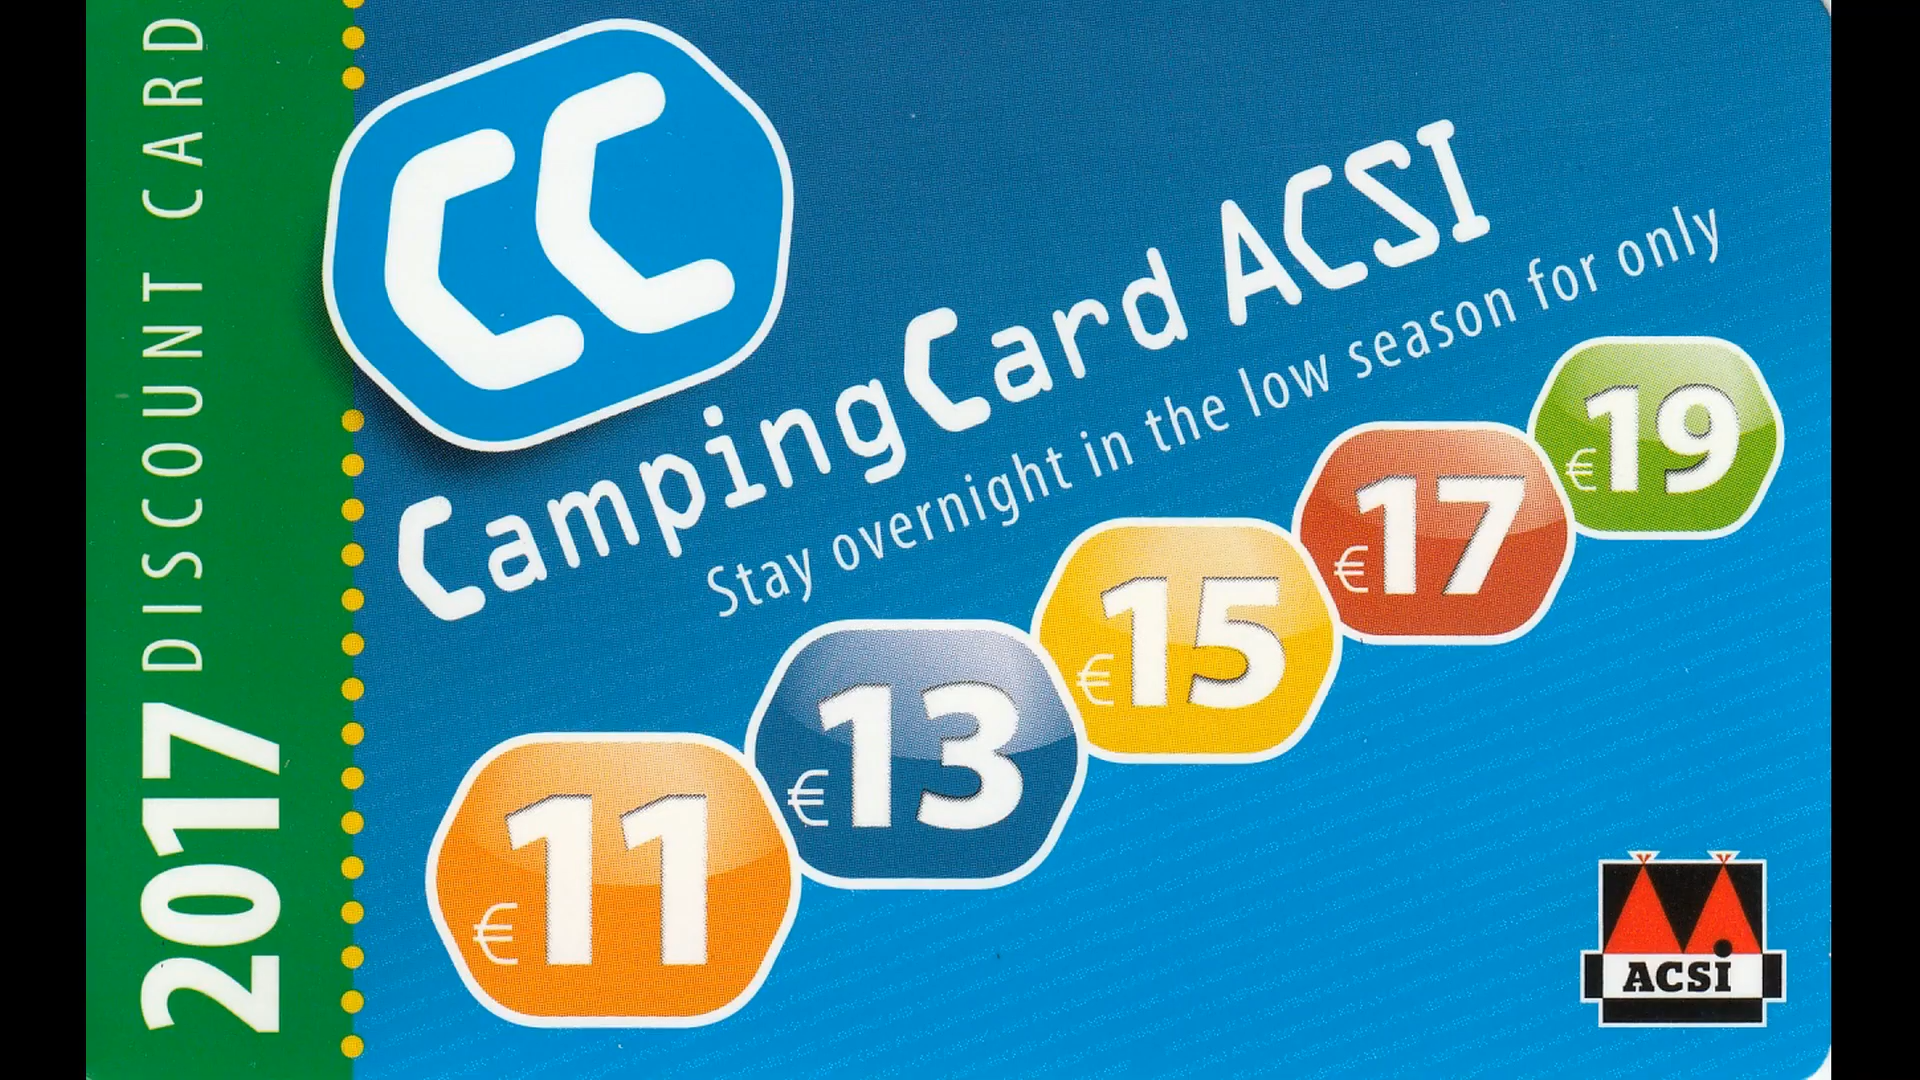 2017 DISCOUNT CARD
CC
CampingCard ACSI
Stay overnight in the low season for only
€11
€13
€15
€17
€19
ACSI